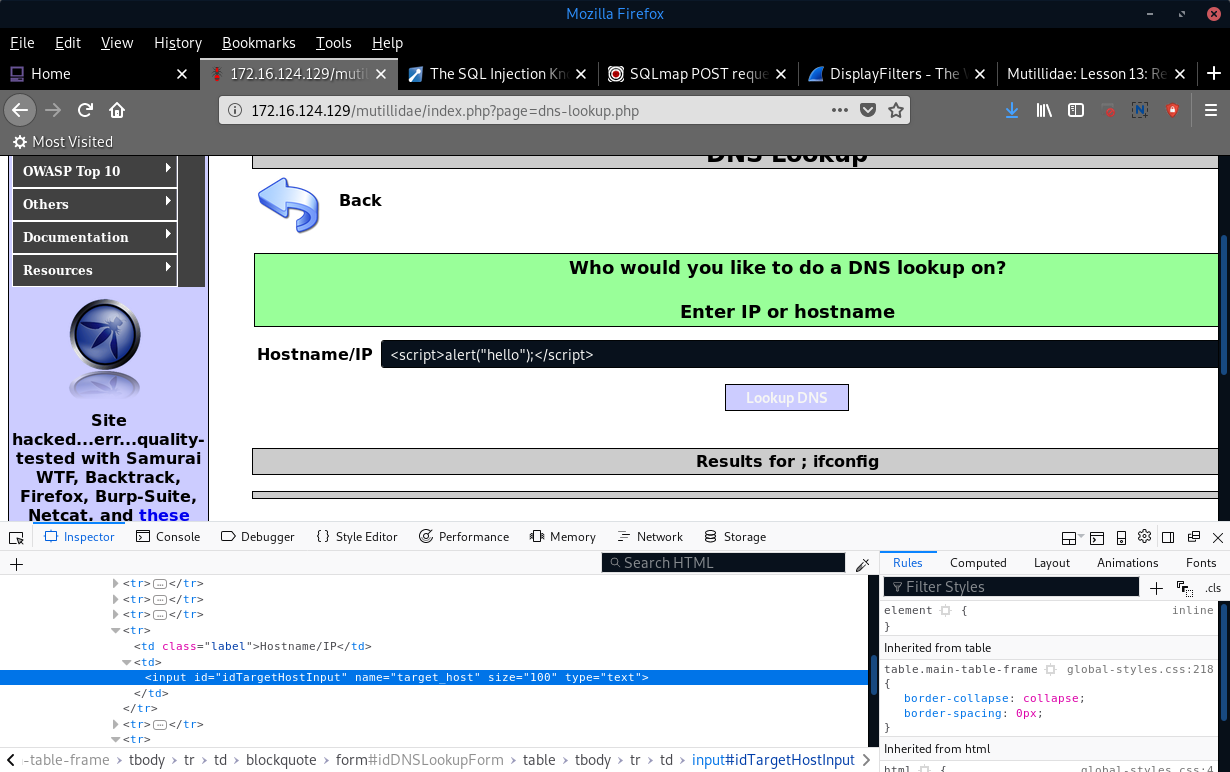 Mozilla Firefox
File Edit View History Bookmarks Tools Help
Home
172.16.124.129/mutil
The SQL Injection Kn
SQLmap POST reque
DisplayFilters - The W
Mutillidae: Lesson 13: Re
172.16.124.129/mutillidae/index.php?page=dns-lookup.php
Most Visited
OWASP Top 10
Others
Documentation
Resources
Site
hacked...err...quality-
tested with Samurai
WTF, Backtrack,
Firefox, Burp-Suite,
Netcat, and these
DNS Lookup
Back
Who would you like to do a DNS lookup on?
Enter IP or hostname
Hostname/IP <script>alert("hello");</script>
Lookup DNS
Results for ; ifconfig
Inspector Console Debugger {} Style Editor Performance Memory Network Storage
Search HTML
<tr>…</tr>
<tr>…</tr>
<tr>…</tr>
<tr>
<td class="label">Hostname/IP</td>
<td>
<input id="idTargetHostInput" name="target_host" size="100" type="text">
</td>
</tr>
<tr>…</tr>
<tr>
-table-frame > tbody > tr > td > blockquote > form#idDNSLookupForm > table > tbody > tr > td > input#idTargetHostInput
Rules Computed Layout Animations Fonts
Filter Styles .cls
element { inline
}
Inherited from table
table.main-table-frame global-styles.css:218
{
border-collapse: collapse;
border-spacing: 0px;
}
Inherited from html
html { global-styles.css:4